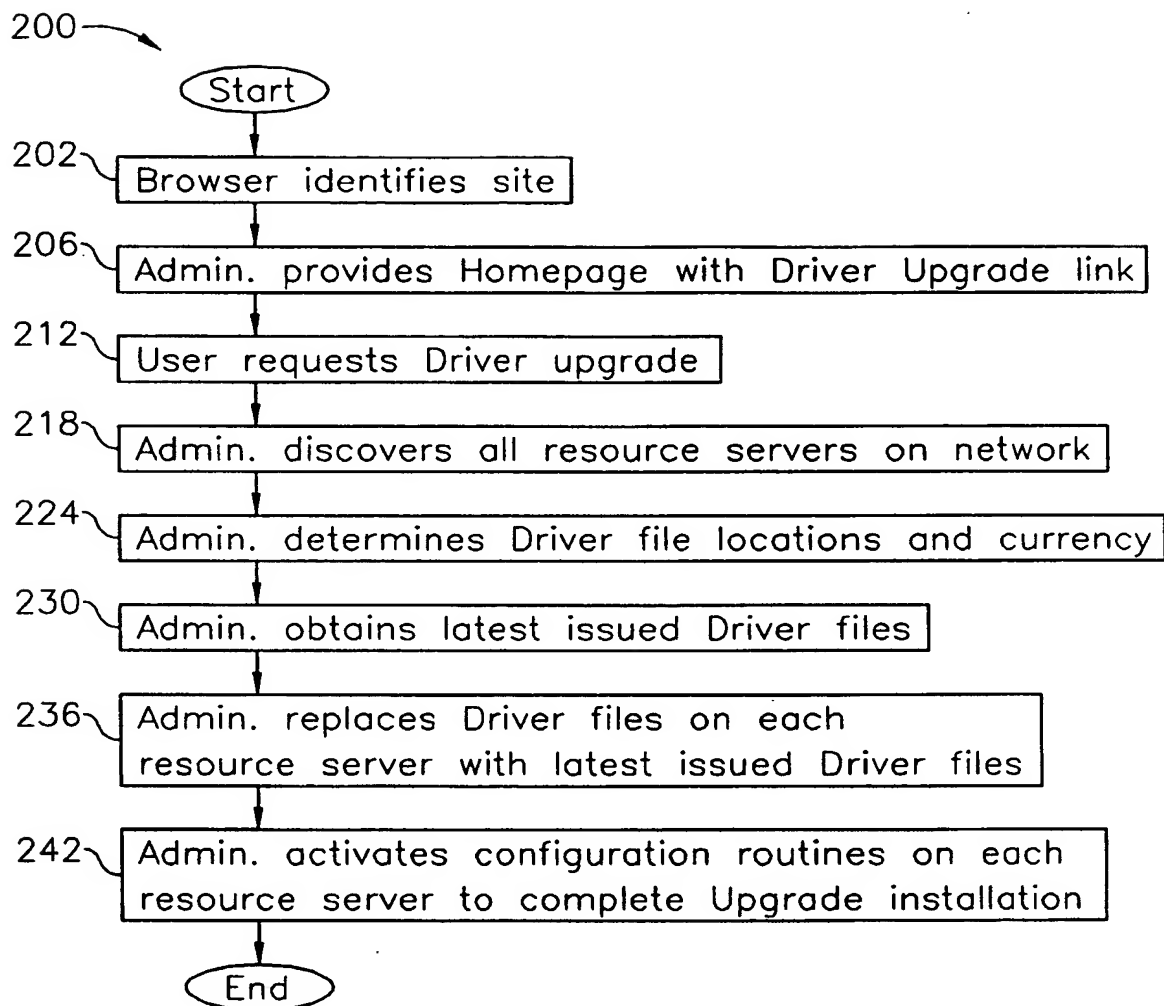 200
Start
202
Browser identifies site
206
Admin. provides Homepage with Driver Upgrade link
212
User requests Driver upgrade
218
Admin. discovers all resource servers on network
224
Admin. determines Driver file locations and currency
230
Admin. obtains latest issued Driver files
236
Admin. replaces Driver files on each
resource server with latest issued Driver files
242
Admin. activates configuration routines on each
resource server to complete Upgrade installation
End